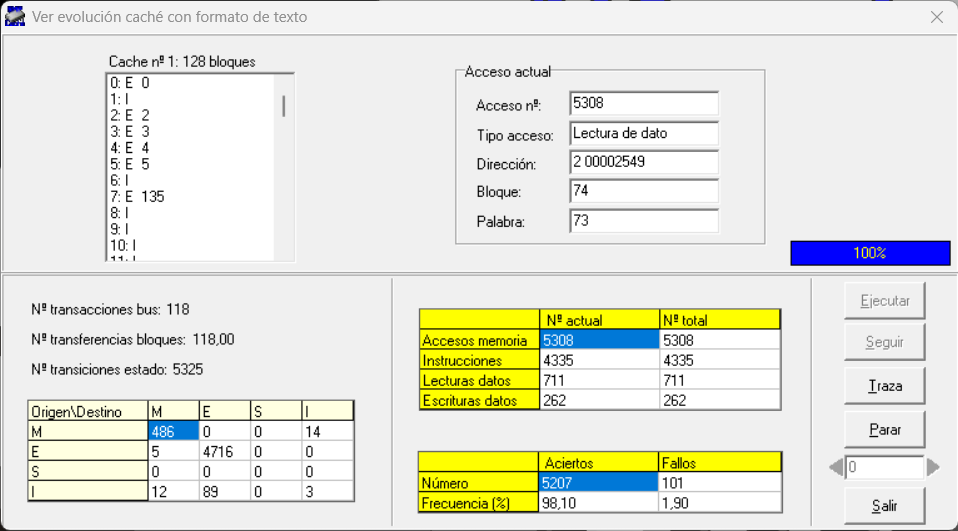 Ver evolución caché con formato de texto
Cache nº 1: 128 bloques
0: E 0
1: I
2: E 2
3: E 3
4: E 4
5: E 5
6: I
7: E 135
8: I
9: I
10: I
11: I
Acceso actual
Acceso nº: 5308
Tipo acceso: Lectura de dato
Dirección: 2 00002549
Bloque: 74
Palabra: 73
100%
Nº transacciones bus: 118
Nº transferencias bloques: 118,00
Nº transiciones estado: 5325
Origen\Destino M E S I
M 486 0 0 14
E 5 4716 0 0
S 0 0 0 0
I 12 89 0 3
Nº actual Nº total
Accesos memoria 5308 5308
Instrucciones 4335 4335
Lecturas datos 711 711
Escrituras datos 262 262
Aciertos Fallos
Número 5207 101
Frecuencia (%) 98,10 1,90
Ejecutar
Seguir
Traza
Parar
0
Salir